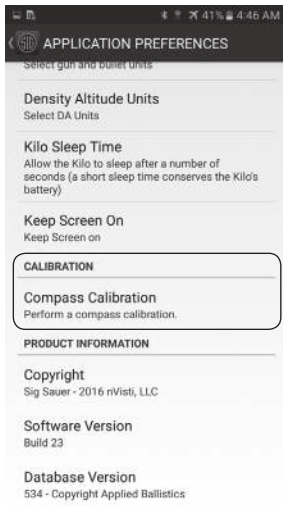 41% 4:46 AM
SIG APPLICATION PREFERENCES
Select gun and bullet units
Density Altitude Units
Select DA Units
Kilo Sleep Time
Allow the Kilo to sleep after a number of
seconds (a short sleep time conserves the Kilo's
battery)
Keep Screen On
Keep Screen on
CALIBRATION
Compass Calibration
Perform a compass calibration.
PRODUCT INFORMATION
Copyright
Sig Sauer - 2016 nVisti, LLC
Software Version
Build 23
Database Version
534 - Copyright Applied Ballistics